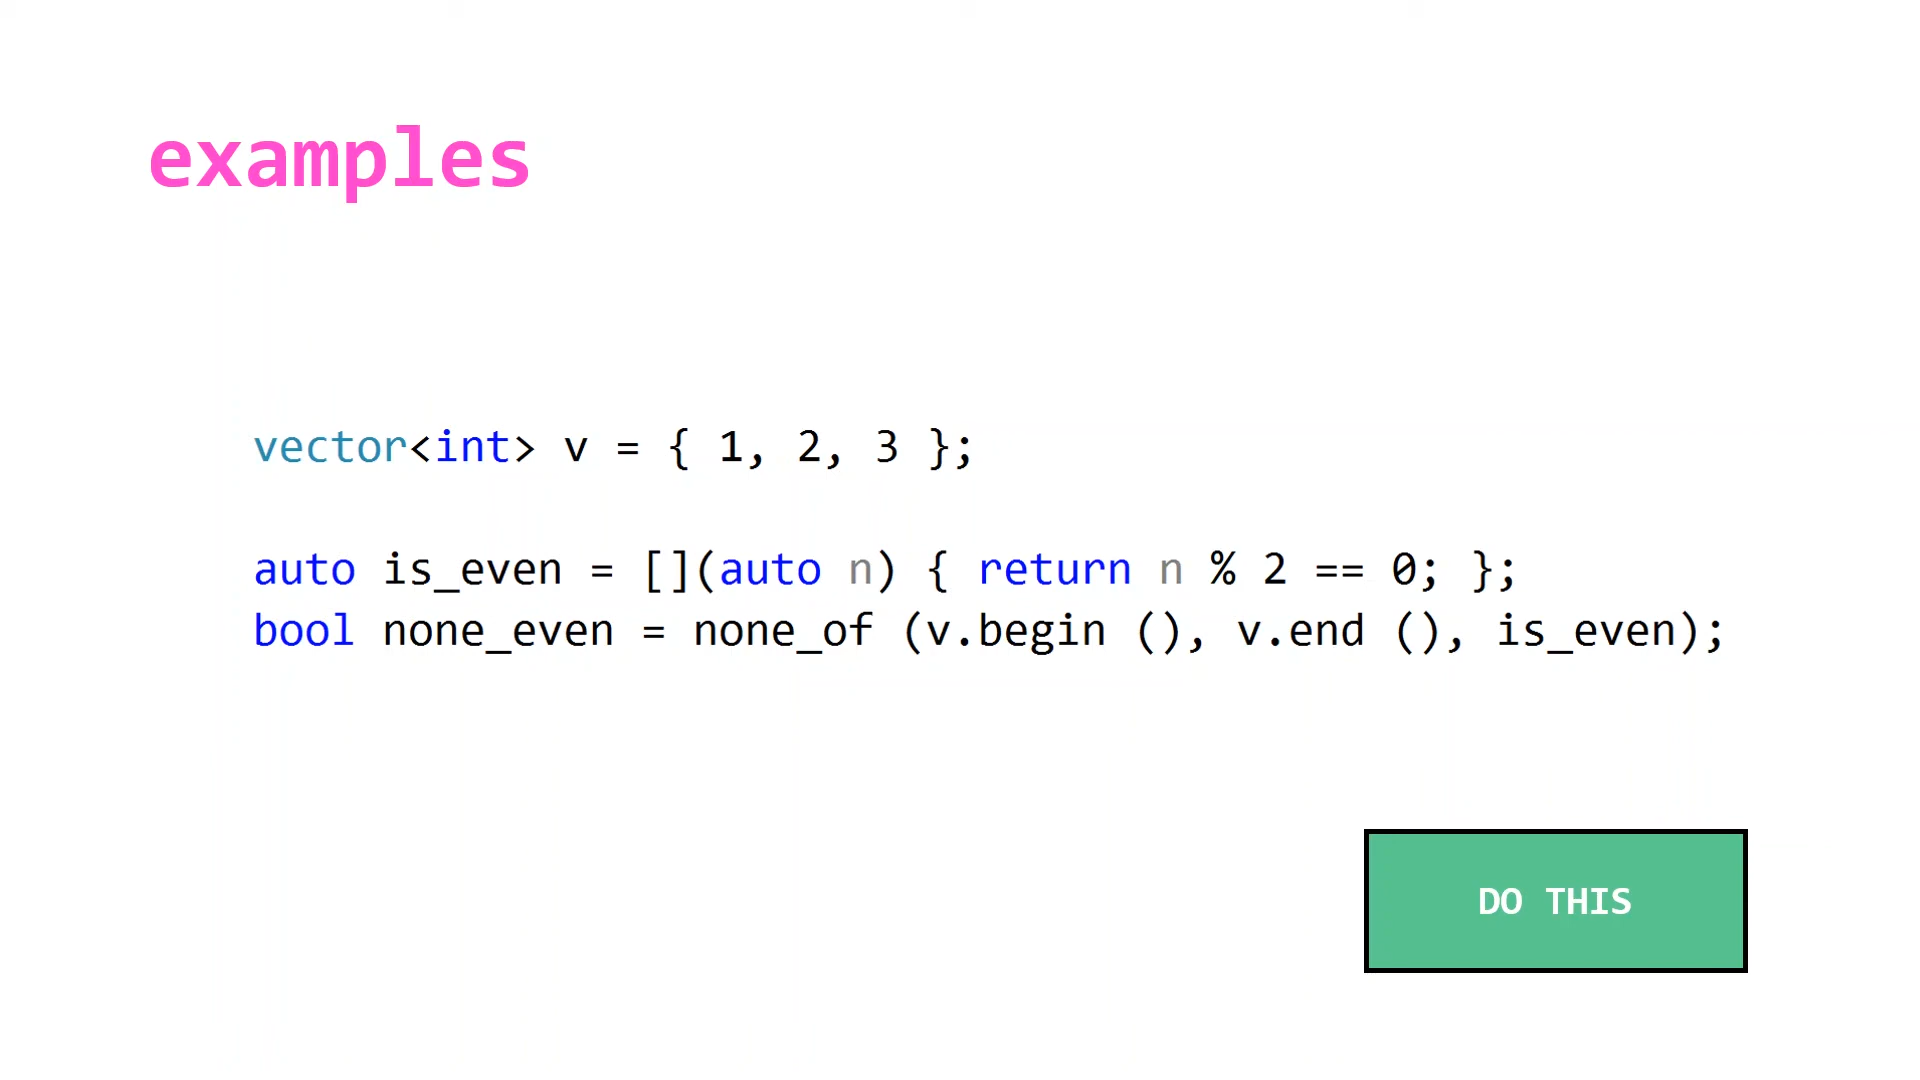 examples
vector<int> v = { 1, 2, 3 };
auto is_even = [](auto n) { return n % 2 == 0; };
bool none_even = none_of (v.begin (), v.end (), is_even);
DO THIS